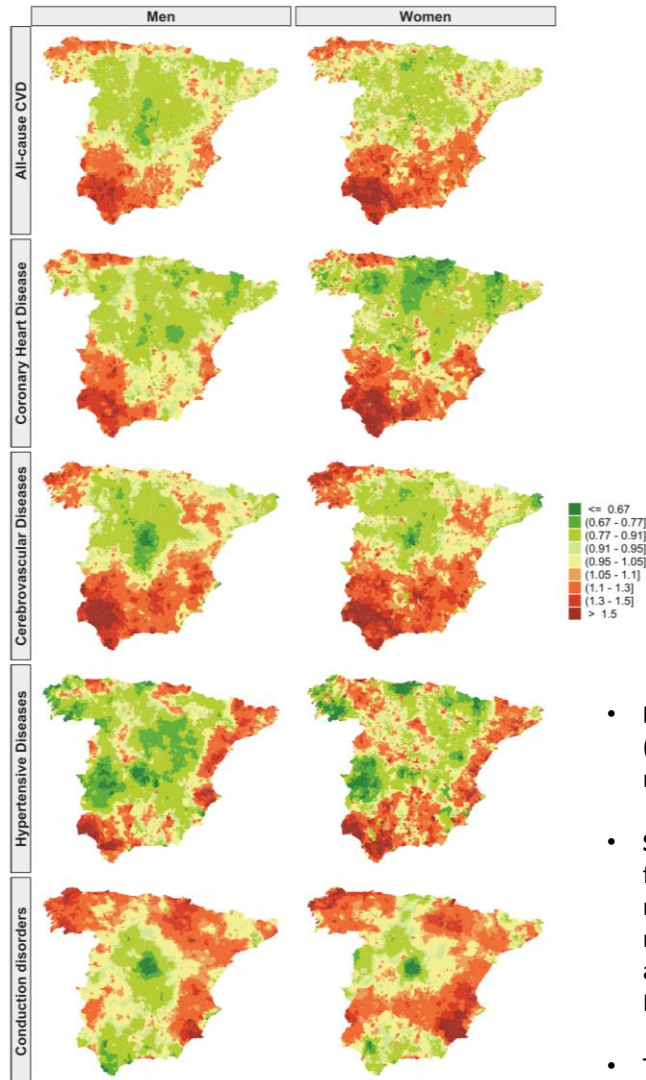 Men
Women
All-cause CVD
Coronary Heart Disease
Cerebrovascular Diseases
Hypertensive Diseases
Conduction disorders
<= 0.67
(0.67 - 0.77]
(0.77 - 0.91]
(0.91 - 0.95]
(0.95 - 1.05]
(1.05 - 1.1]
(1.1 - 1.3]
(1.3 - 1.5]
> 1.5